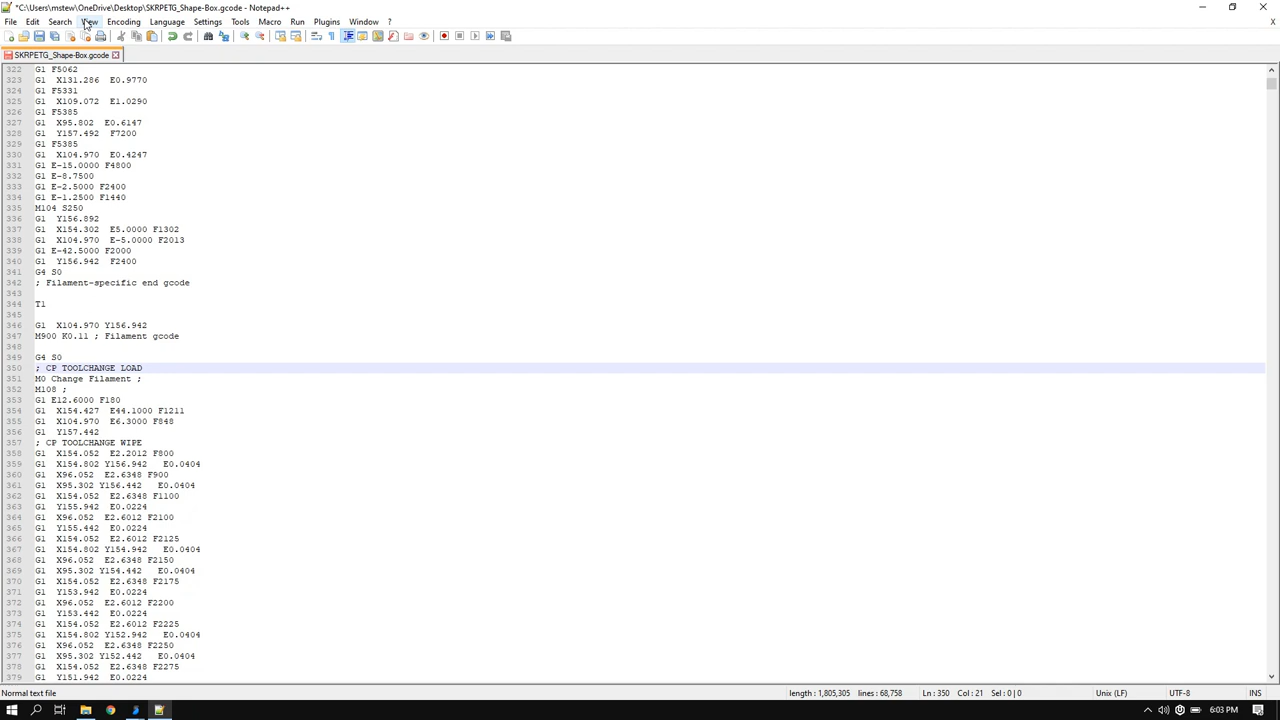 *C:\Users\mstew\OneDrive\Desktop\SKRPETG_Shape-Box.gcode - Notepad++
File Edit Search View Encoding Language Settings Tools Macro Run Plugins Window ?
SKRPETG_Shape-Box.gcode
322 G1 F5062
323 G1 X131.286 E0.9770
324 G1 F5331
325 G1 X109.072 E1.0290
326 G1 F5385
327 G1 X95.802 E0.6147
328 G1 Y157.492 F7200
329 G1 F5385
330 G1 X104.970 E0.4247
331 G1 E-15.0000 F4800
332 G1 E-8.7500
333 G1 E-2.5000 F2400
334 G1 E-1.2500 F1440
335 M104 S250
336 G1 Y156.892
337 G1 X154.302 E5.0000 F1302
338 G1 X104.970 E-5.0000 F2013
339 G1 E-42.5000 F2000
340 G1 Y156.942 F2400
341 G4 S0
342 ; Filament-specific end gcode
343
344 T1
345
346 G1 X104.970 Y156.942
347 M900 K0.11 ; Filament gcode
348
349 G4 S0
350 ; CP TOOLCHANGE LOAD
351 M0 Change Filament ;
352 M108 ;
353 G1 E12.6000 F180
354 G1 X154.427 E44.1000 F1211
355 G1 X104.970 E6.3000 F848
356 G1 Y157.442
357 ; CP TOOLCHANGE WIPE
358 G1 X154.052 E2.2012 F800
359 G1 X154.802 Y156.942 E0.0404
360 G1 X96.052 E2.6348 F900
361 G1 X95.302 Y156.442 E0.0404
362 G1 X154.052 E2.6348 F1100
363 G1 Y155.942 E0.0224
364 G1 X96.052 E2.6012 F2100
365 G1 Y155.442 E0.0224
366 G1 X154.052 E2.6012 F2125
367 G1 X154.802 Y154.942 E0.0404
368 G1 X96.052 E2.6348 F2150
369 G1 X95.302 Y154.442 E0.0404
370 G1 X154.052 E2.6348 F2175
371 G1 Y153.942 E0.0224
372 G1 X96.052 E2.6012 F2200
373 G1 Y153.442 E0.0224
374 G1 X154.052 E2.6012 F2225
375 G1 X154.802 Y152.942 E0.0404
376 G1 X96.052 E2.6348 F2250
377 G1 X95.302 Y152.442 E0.0404
378 G1 X154.052 E2.6348 F2275
379 G1 Y151.942 E0.0224
Normal text file length : 1,805,305 lines : 68,758 Ln : 350 Col : 21 Sel : 0 | 0 Unix (LF) UTF-8 INS
6:03 PM